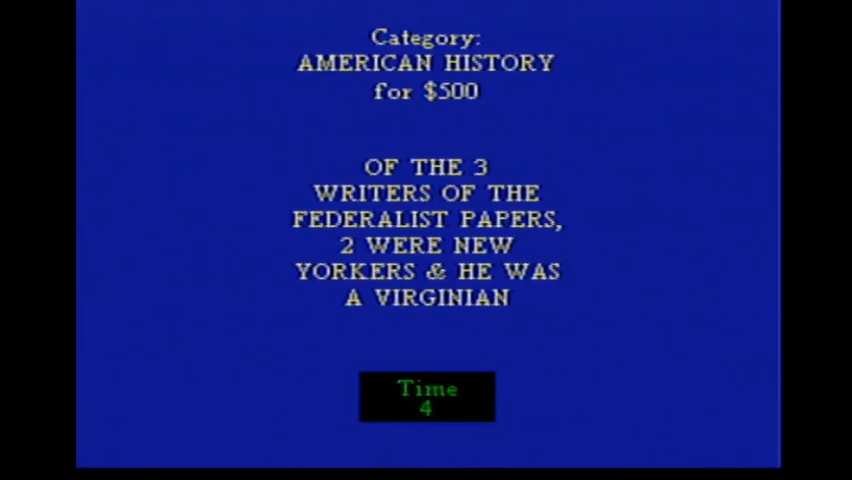 Category:
AMERICAN HISTORY
for $500
OF THE 3
WRITERS OF THE
FEDERALIST PAPERS,
2 WERE NEW
YORKERS & HE WAS
A VIRGINIAN
Time
4